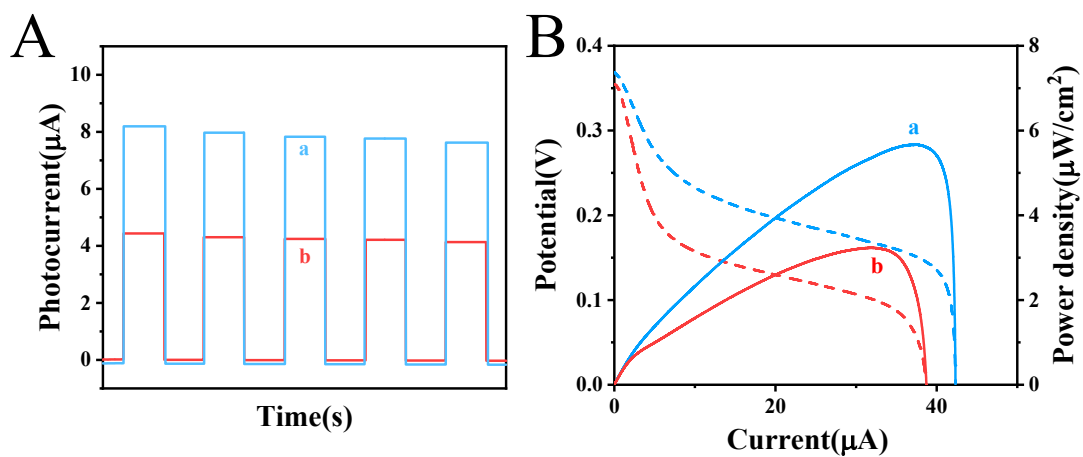 A
Photocurrent(μA)
10
8
6
4
2
0
a
b
Time(s)
B
Potential(V)
0.4
0.3
0.2
0.1
0.0
a
b
0
20
40
Current(μA)
8
6
4
2
0
Power density(μW/cm²)